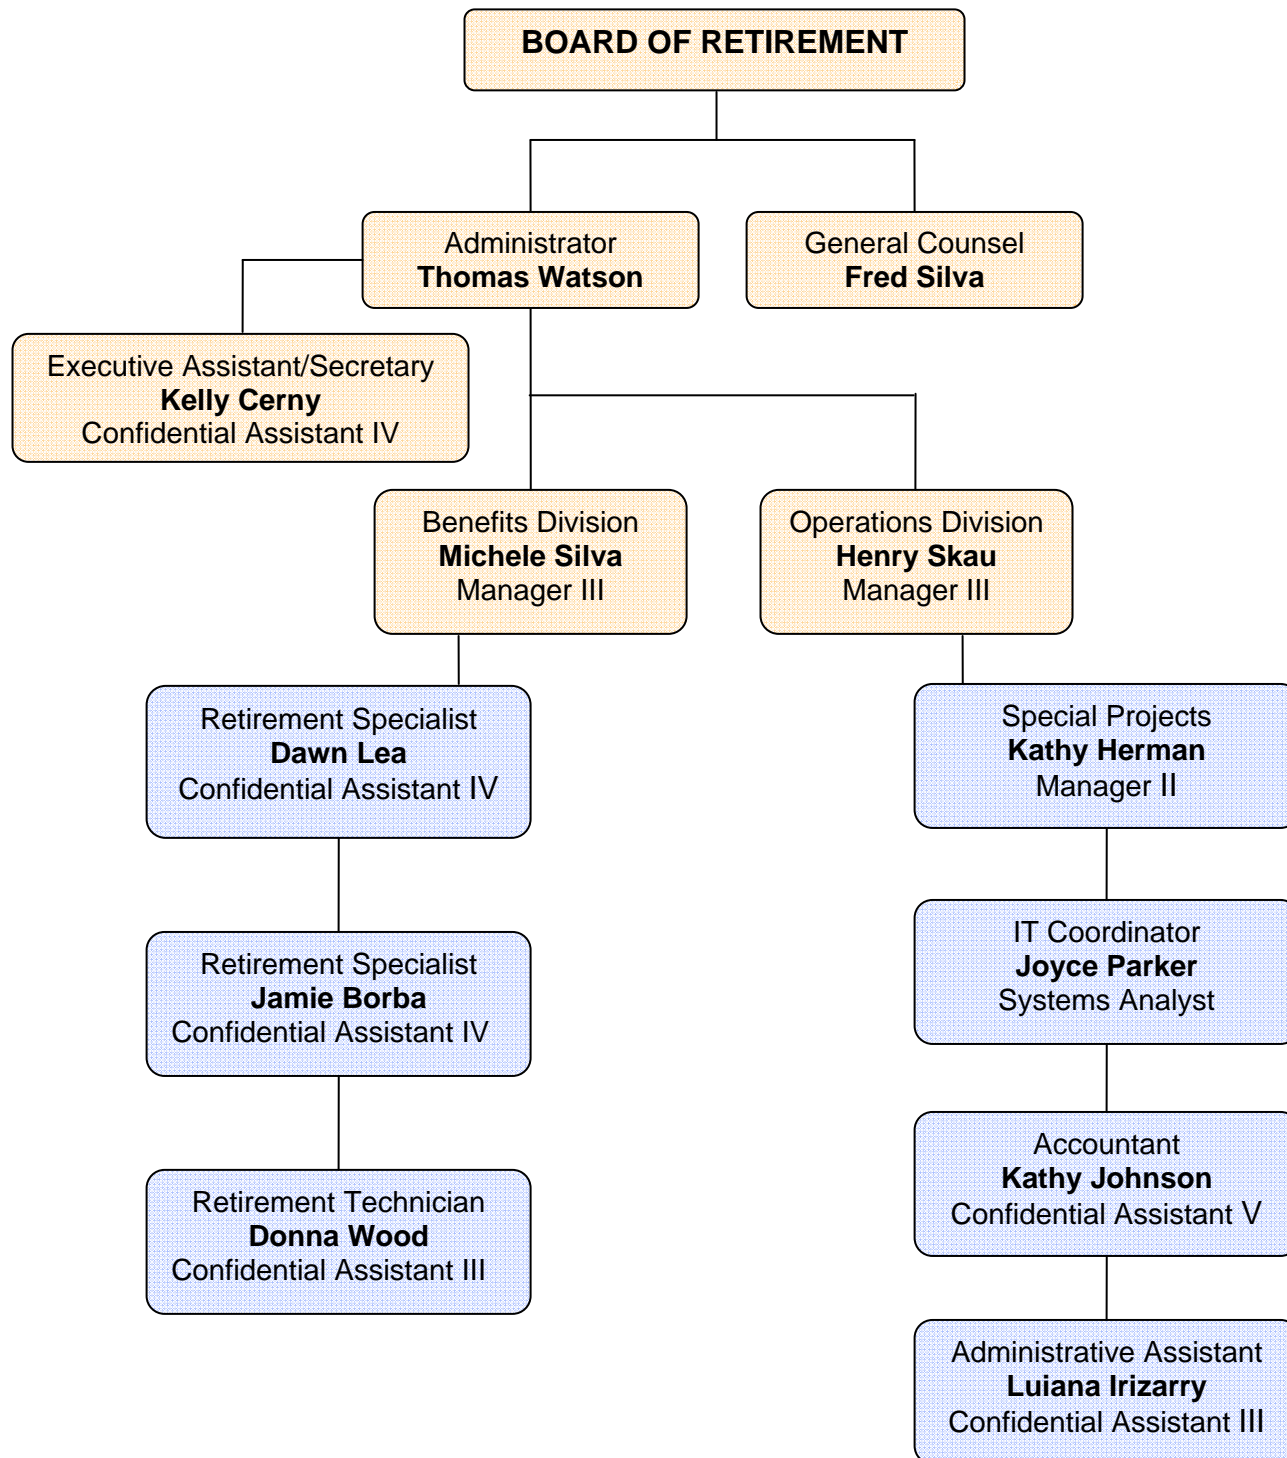 BOARD OF RETIREMENT
Administrator
Thomas Watson
General Counsel
Fred Silva
Executive Assistant/Secretary
Kelly Cerny
Confidential Assistant IV
Benefits Division
Michele Silva
Manager III
Operations Division
Henry Skau
Manager III
Retirement Specialist
Dawn Lea
Confidential Assistant IV
Special Projects
Kathy Herman
Manager II
Retirement Specialist
Jamie Borba
Confidential Assistant IV
IT Coordinator
Joyce Parker
Systems Analyst
Accountant
Kathy Johnson
Confidential Assistant V
Retirement Technician
Donna Wood
Confidential Assistant III
Administrative Assistant
Luiana Irizarry
Confidential Assistant III